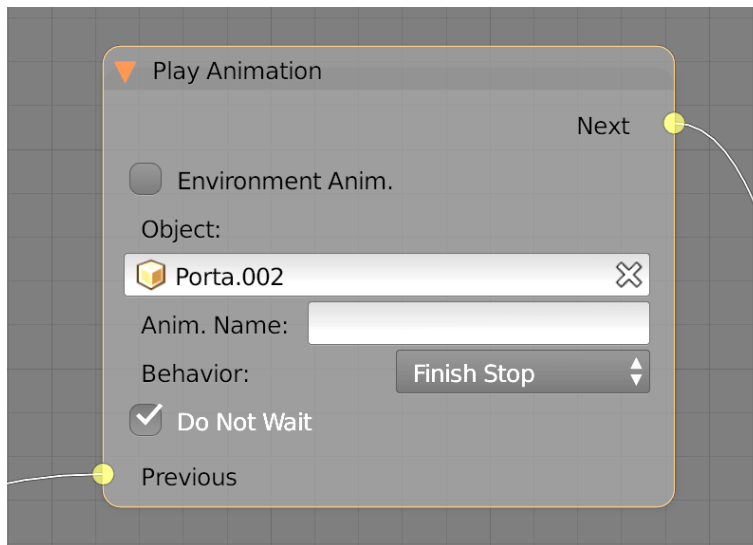 Play Animation
Next
Environment Anim.
Object:
Porta.002
Anim. Name:
Behavior: Finish Stop
Do Not Wait
Previous